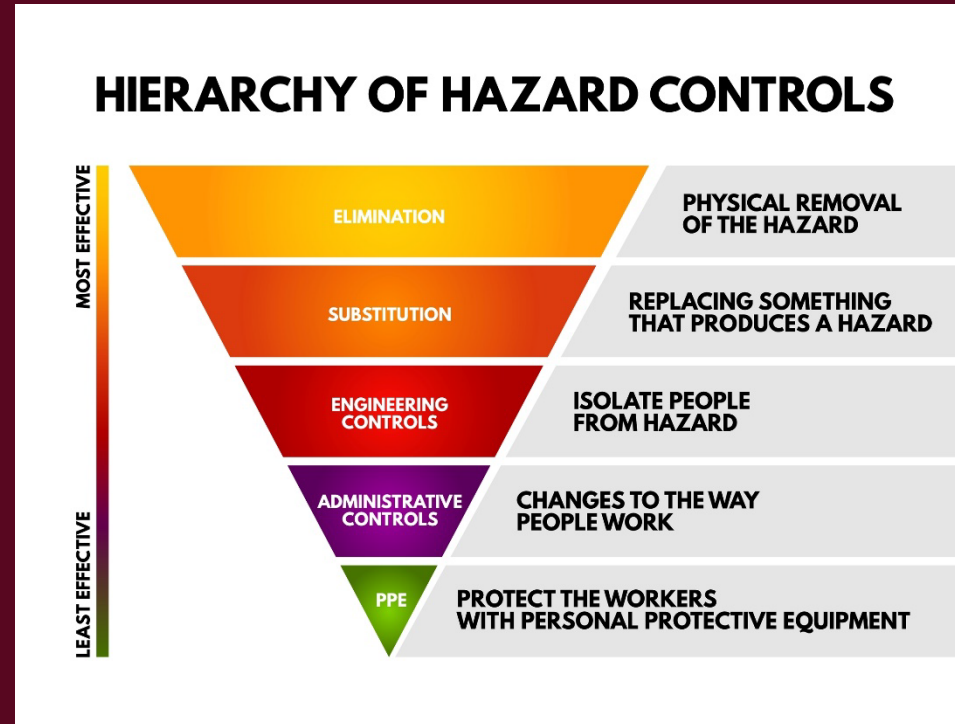 HIERARCHY OF HAZARD CONTROLS
MOST EFFECTIVE
LEAST EFFECTIVE
ELIMINATION
PHYSICAL REMOVAL
OF THE HAZARD
SUBSTITUTION
REPLACING SOMETHING
THAT PRODUCES A HAZARD
ENGINEERING
CONTROLS
ISOLATE PEOPLE
FROM HAZARD
ADMINISTRATIVE
CONTROLS
CHANGES TO THE WAY
PEOPLE WORK
PPE
PROTECT THE WORKERS
WITH PERSONAL PROTECTIVE EQUIPMENT